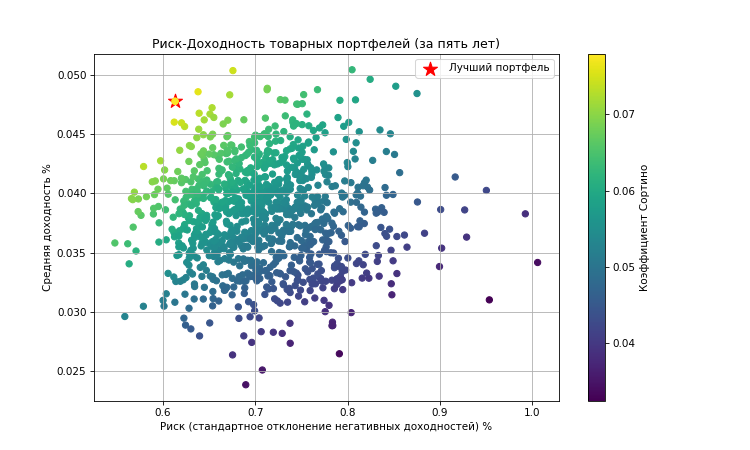 Риск-Доходность товарных портфелей (за пять лет)
Лучший портфель
0.050
0.045
0.040
0.035
0.030
0.025
Средняя доходность %
0.6 0.7 0.8 0.9 1.0
Риск (стандартное отклонение негативных доходностей) %
0.07
0.06
0.05
0.04
Коэффициент Сортино